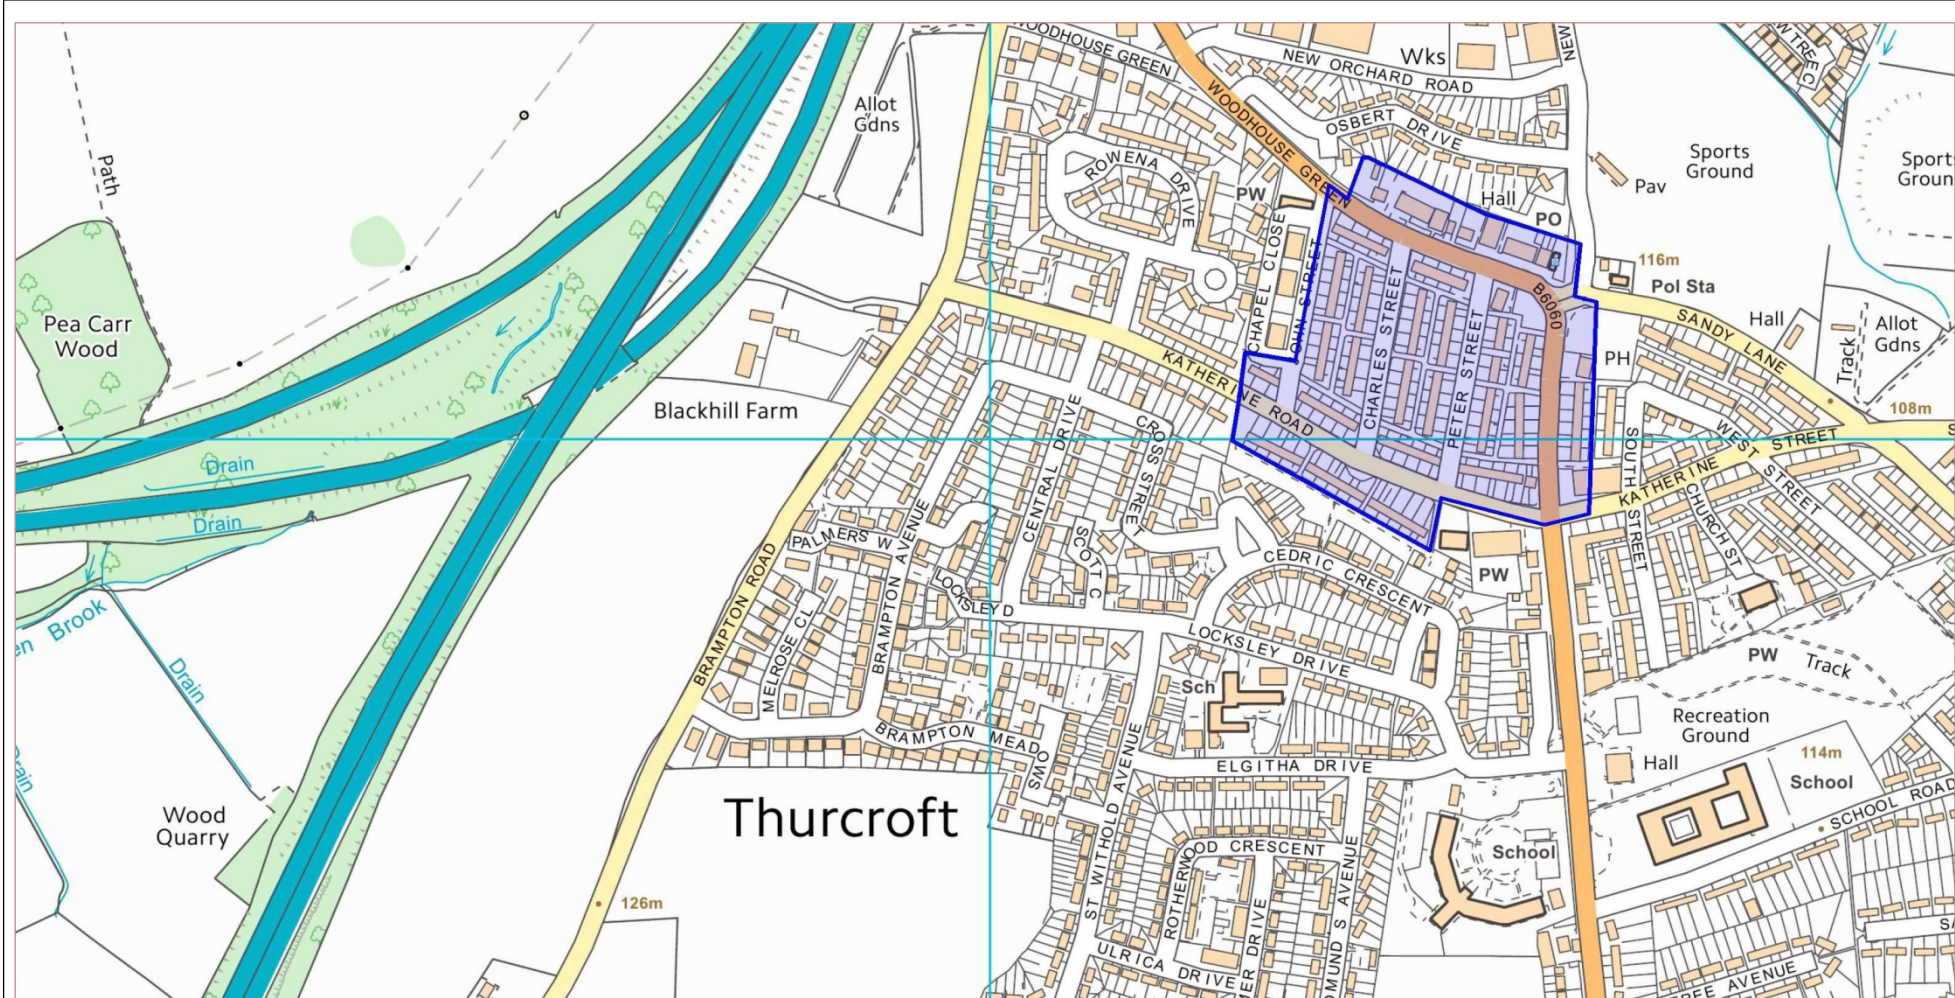 WOODHOUSE GREEN
Wks
NEW ORCHARD ROAD
NEW
Allot
Gdns
WOODHOUSE GREEN
OSBERT DRIVE
Path
ROWENA DRIVE
Sports
Ground
PW
Hall
Pav
PO
CHAPEL CLOSE
116m
Pol Sta
B6060
SANDY LANE
Hall
Allot
Gdns
Pea Carr
Wood
CHARLES STREET
PETER STREET
KATHERINE ROAD
PH
Track
Blackhill Farm
108m
CENTRAL DRIVE
CROSS STREET
SOUTH STREET
WEST STREET
KATHERINE STREET
Drain
Drain
CHURCH ST
PALMERS W
BRAMPTON AVENUE
SCOTT C
CEDRIC CRESCENT
PW
BRAMPTON ROAD
LOCKSLEY D
Brook
MELROSE CL
LOCKSLEY DRIVE
PW
Track
Drain
Sch
Recreation
Ground
BRAMPTON MEAD
114m
School
ELGITHA DRIVE
Hall
SMO
SCHOOL ROAD
Wood
Quarry
Thurcroft
ST WITHOLD AVENUE
ROTHERWOOD CRESCENT
School
126m
ULRICA DRIVE